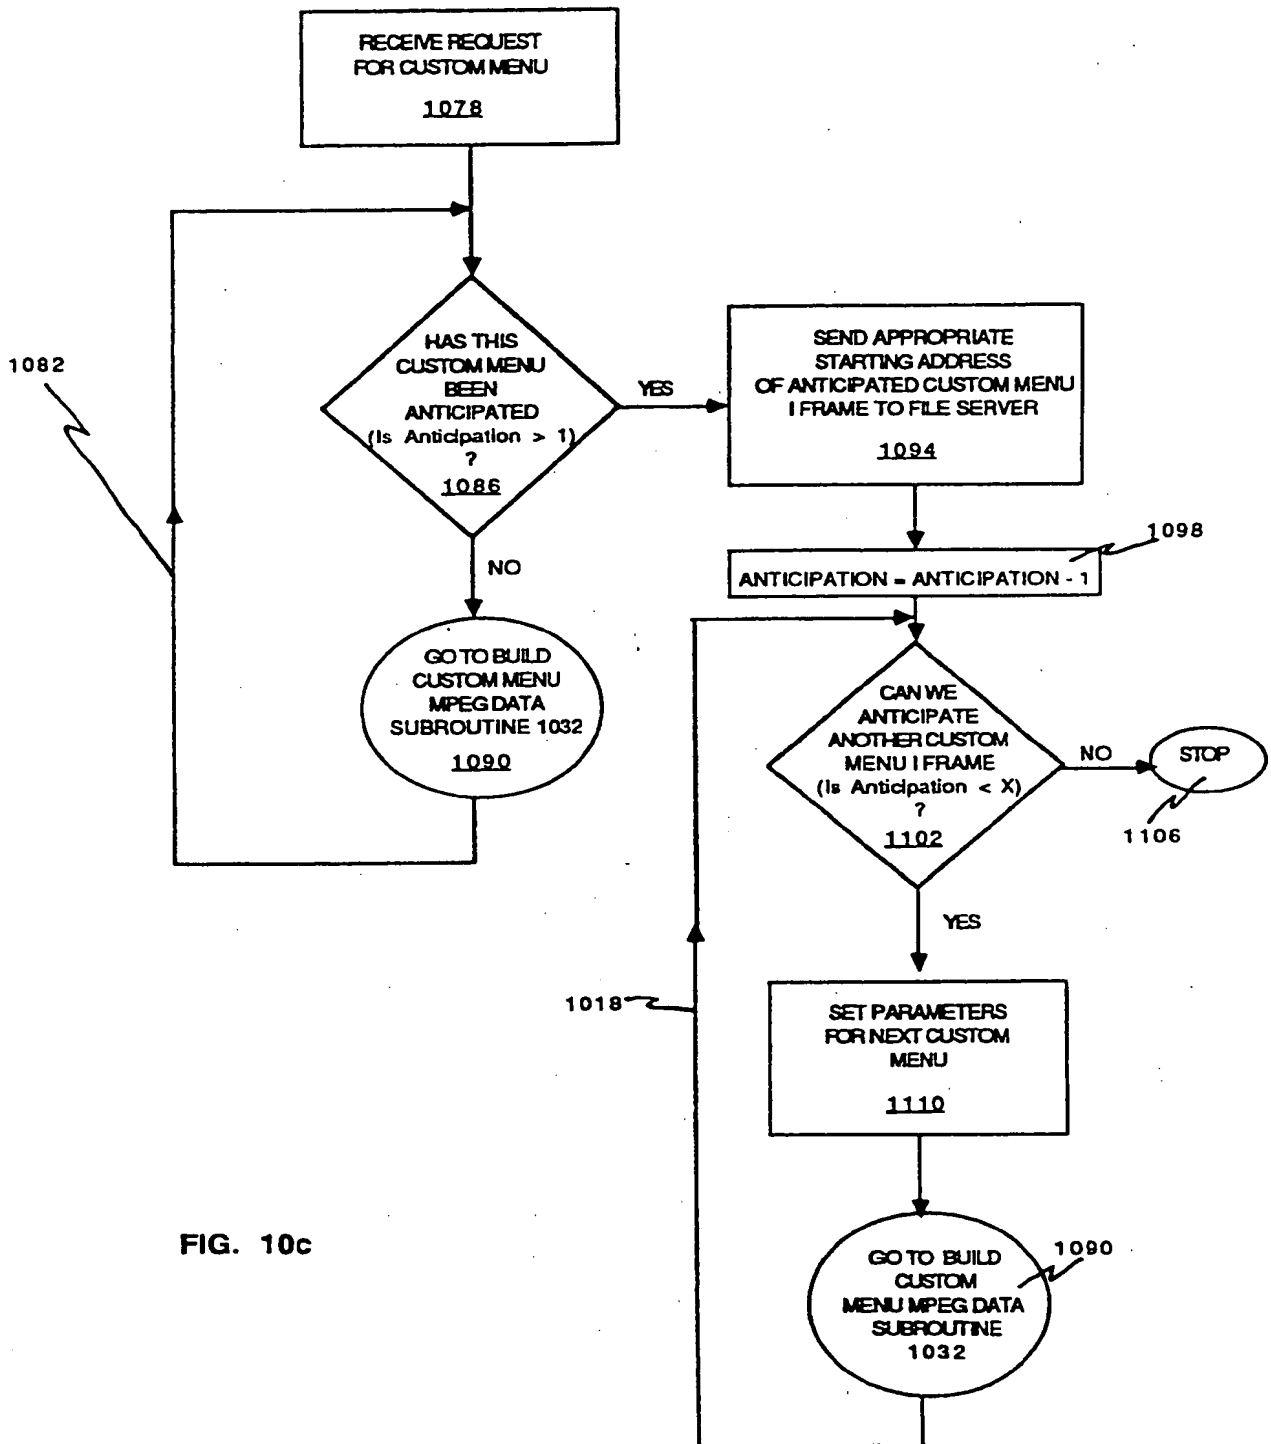 RECEIVE REQUEST
FOR CUSTOM MENU
1078
1082
HAS THIS
CUSTOM MENU
BEEN
ANTICIPATED
(Is Anticipation > 1)
?
1086
YES
SEND APPROPRIATE
STARTING ADDRESS
OF ANTICIPATED CUSTOM MENU
I FRAME TO FILE SERVER
1094
NO
1098
ANTICIPATION = ANTICIPATION - 1
GO TO BUILD
CUSTOM MENU
MPEG DATA
SUBROUTINE 1032
1090
CAN WE
ANTICIPATE
ANOTHER CUSTOM
MENU I FRAME
(Is Anticipation < X)
?
1102
NO
STOP
1106
YES
1018
SET PARAMETERS
FOR NEXT CUSTOM
MENU
1110
FIG. 10c
1090
GO TO BUILD
CUSTOM
MENU MPEG DATA
SUBROUTINE
1032